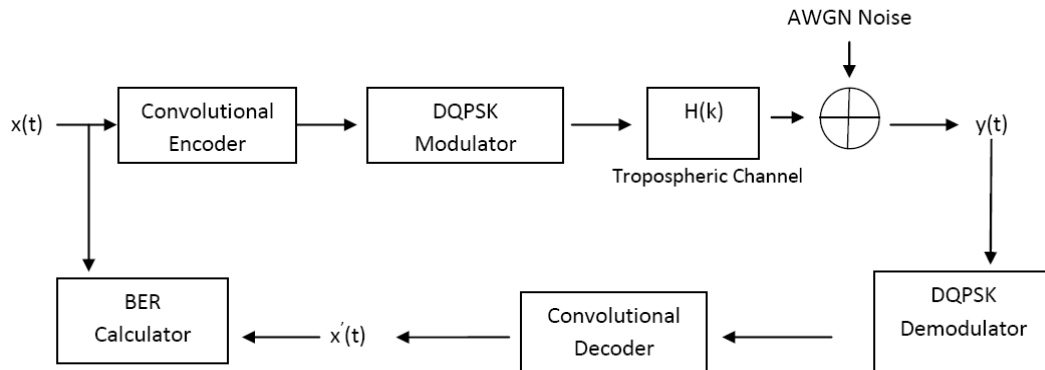 AWGN Noise
x(t)
Convolutional
Encoder
DQPSK
Modulator
H(k)
Tropospheric Channel
y(t)
BER
Calculator
x′(t)
Convolutional
Decoder
DQPSK
Demodulator